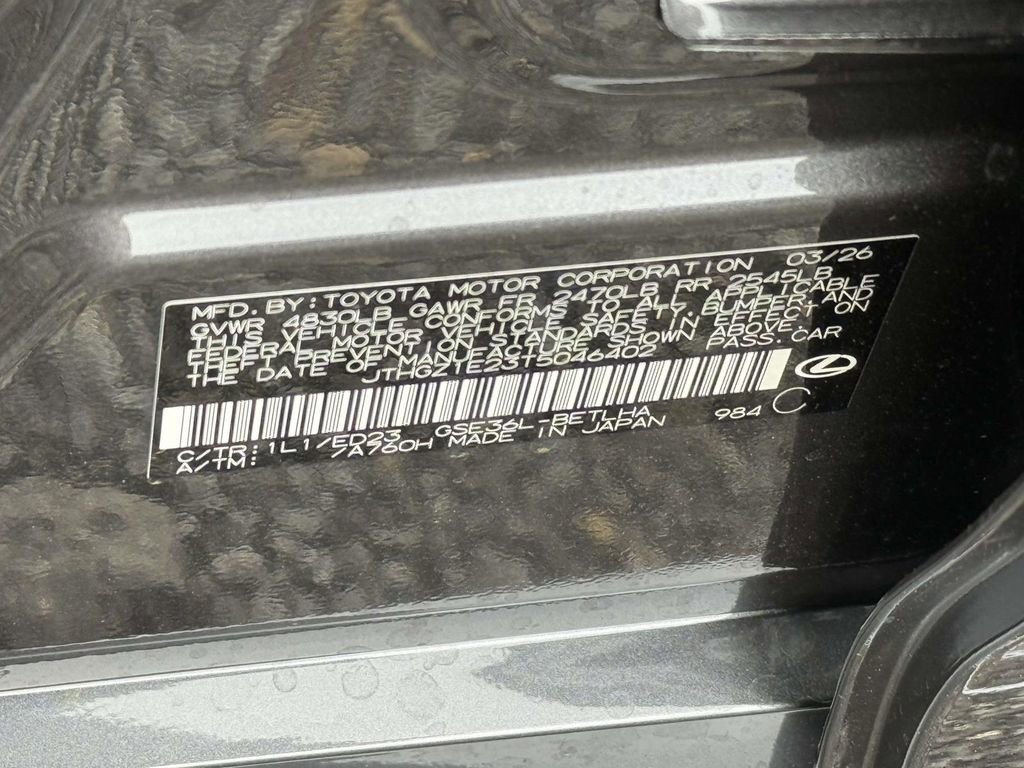 MFD. BY: TOYOTA MOTOR CORPORATION 03/26
GVWR 4830LB GAWR FR 2470LB RR 2545LB
THIS VEHICLE CONFORMS TO ALL APPLICABLE
FEDERAL MOTOR VEHICLE SAFETY, BUMPER, AND
THEFT PREVENTION STANDARDS IN EFFECT ON
THE DATE OF MANUFACTURE SHOWN ABOVE.
JTHGZ1E23T5046402 PASS. CAR
C/TR: 1L1/ED23 GSE36L-BETLHA 984 C
A/TM: /A760H MADE IN JAPAN